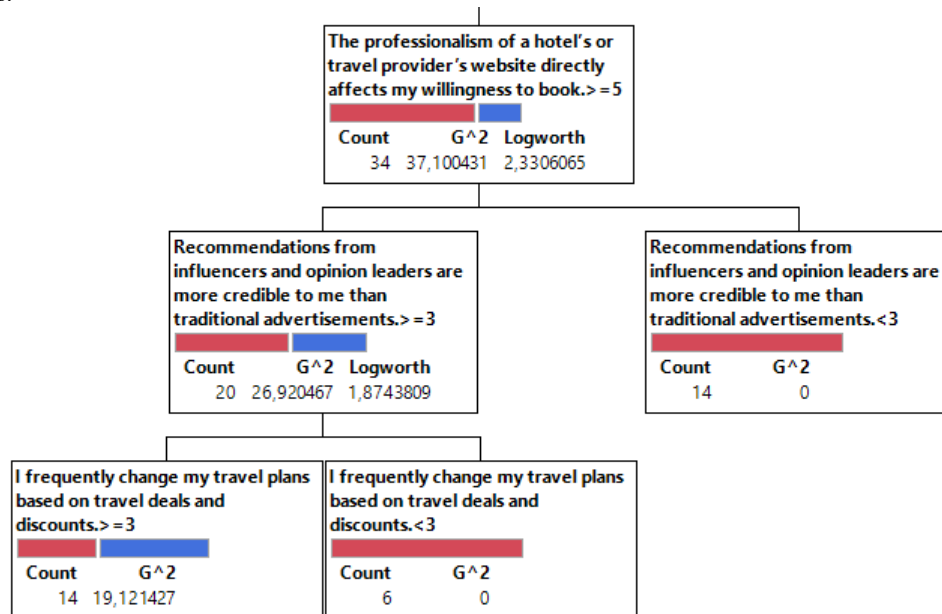 The professionalism of a hotel's or
travel provider's website directly
affects my willingness to book.>=5
Count G^2 Logworth
34 37,100431 2,3306065
Recommendations from
influencers and opinion leaders are
more credible to me than
traditional advertisements.>=3
Count G^2 Logworth
20 26,920467 1,8743809
Recommendations from
influencers and opinion leaders are
more credible to me than
traditional advertisements.<3
Count G^2
14 0
I frequently change my travel plans
based on travel deals and
discounts.>=3
Count G^2
14 19,121427
I frequently change my travel plans
based on travel deals and
discounts.<3
Count G^2
6 0